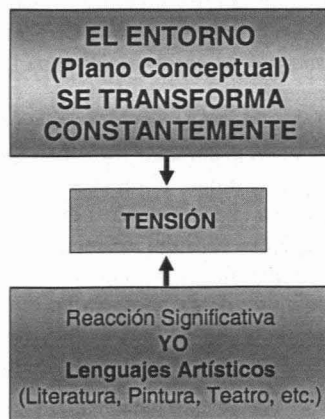 EL ENTORNO
(Plano Conceptual)
SE TRANSFORMA
CONSTANTEMENTE
TENSIÓN
Reacción Significativa
YO
Lenguajes Artísticos
(Literatura, Pintura, Teatro, etc.)